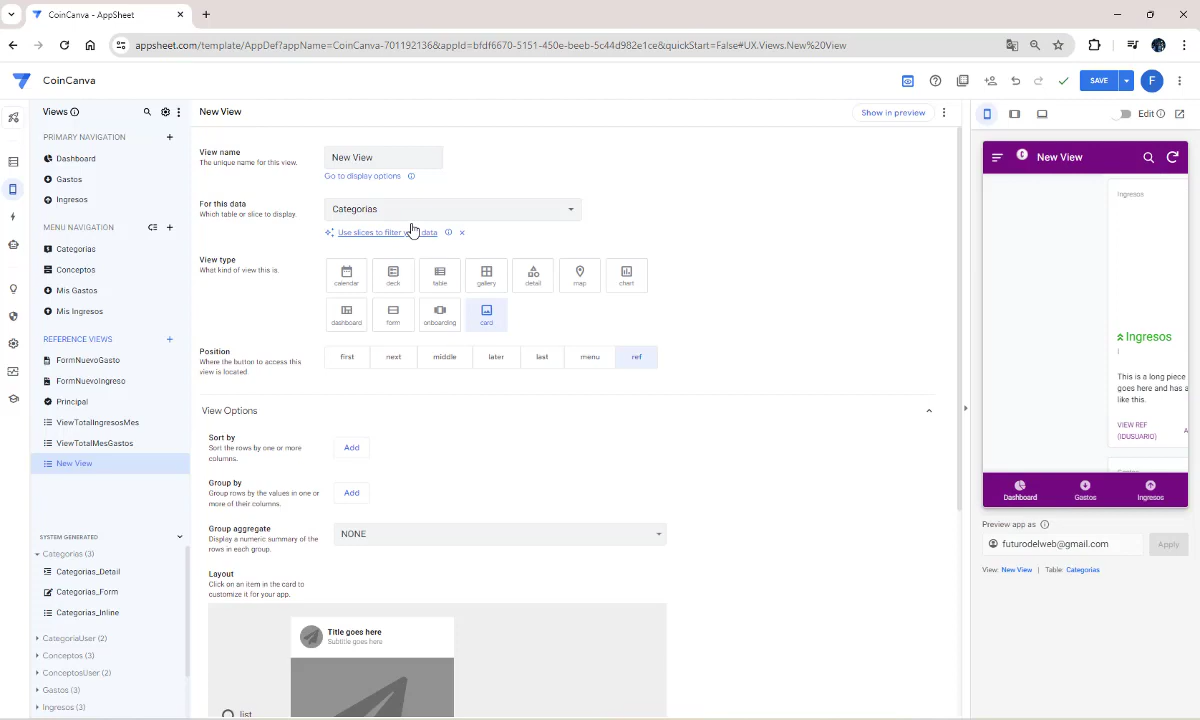 CoinCanva - AppSheet
appsheet.com/template/AppDef?appName=CoinCanva-701192136&appId=bfdf6670-5151-450e-beeb-5c44d982e1ce&quickStart=False#UX.Views.New%20View
CoinCanva
SAVE
F
Views
PRIMARY NAVIGATION
Dashboard
Gastos
Ingresos
MENU NAVIGATION
Categorias
Conceptos
Mis Gastos
Mis Ingresos
REFERENCE VIEWS
FormNuevoGasto
FormNuevoIngreso
Principal
ViewTotalIngresosMes
ViewTotalMesGastos
New View
SYSTEM GENERATED
Categorias (3)
Categorias_Detail
Categorias_Form
Categorias_Inline
CategoriaUser (2)
Conceptos (3)
ConceptosUser (2)
Gastos (3)
Ingresos (3)
New View
Show in preview
View name
The unique name for this view.
New View
Go to display options
For this data
Which table or slice to display.
Categorias
Use slices to filter your data
View type
What kind of view this is.
calendar
deck
table
gallery
detail
map
chart
dashboard
form
onboarding
card
Position
Where the button to access this
view is located.
first
next
middle
later
last
menu
ref
View Options
Sort by
Sort the rows by one or more
columns.
Add
Group by
Group rows by the values in one or
more of their columns.
Add
Group aggregate
Display a numeric summary of the
rows in each group.
NONE
Layout
Click on an item in the card to
customize it for your app.
Title goes here
Subtitle goes here
list
Edit
New View
Ingresos
Ingresos
This is a long piece
goes here and has a
like this.
VIEW REF
(IDUSUARIO)
A
Dashboard
Gastos
Ingresos
Preview app as
futurodelweb@gmail.com
Apply
View: New View | Table: Categorias